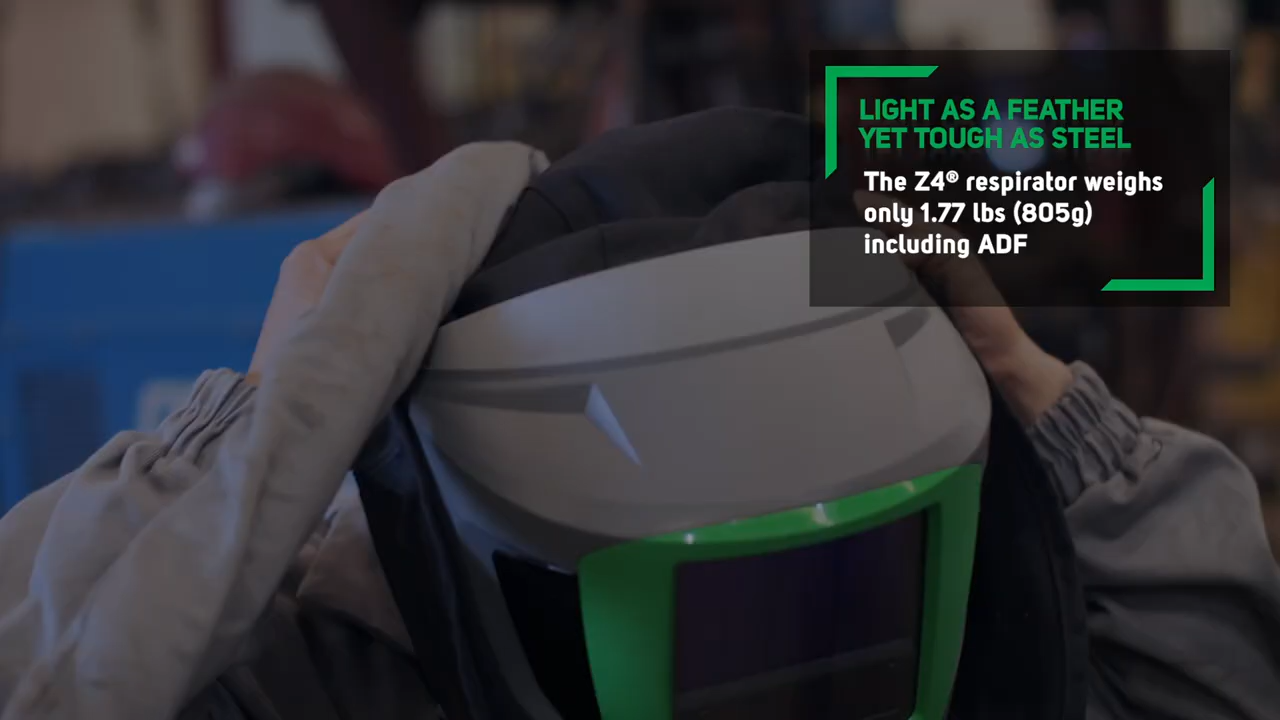 LIGHT AS A FEATHER
YET TOUGH AS STEEL
The Z4® respirator weighs
only 1.77 lbs (805g)
including ADF